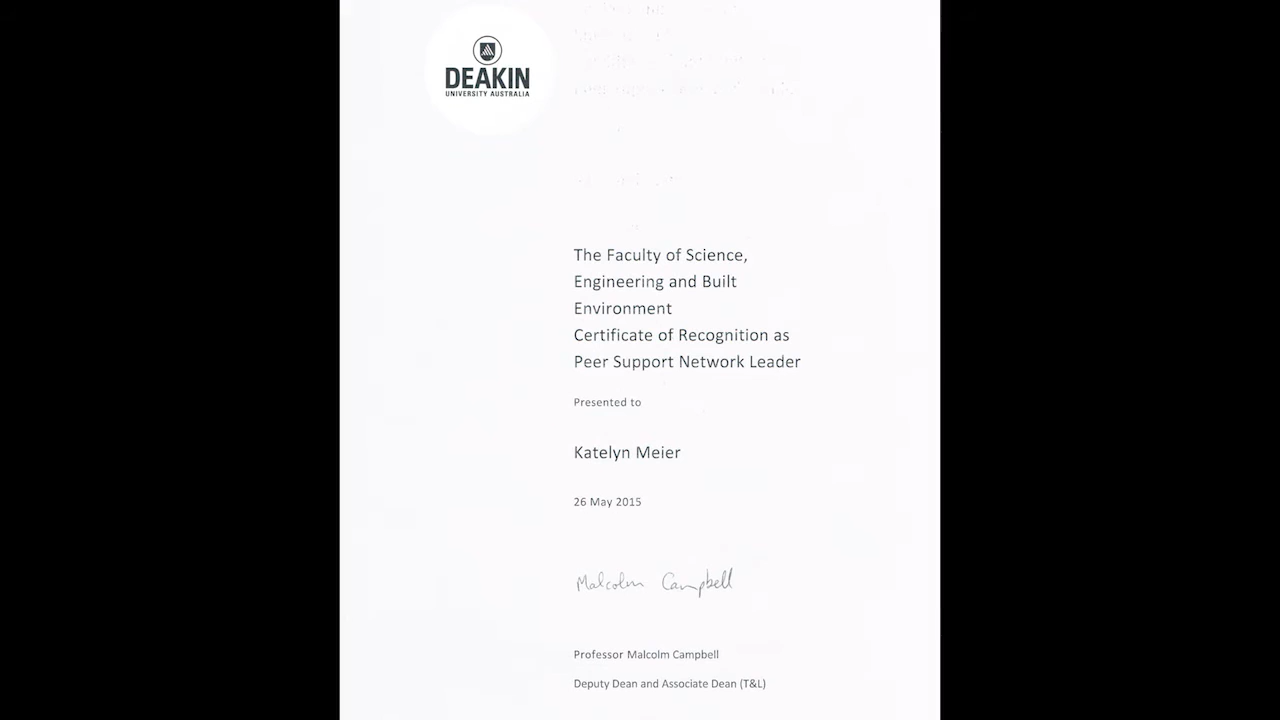 DEAKIN
UNIVERSITY AUSTRALIA
The Faculty of Science,
Engineering and Built
Environment
Certificate of Recognition as
Peer Support Network Leader
Presented to
Katelyn Meier
26 May 2015
Malcolm Campbell
Professor Malcolm Campbell
Deputy Dean and Associate Dean (T&L)